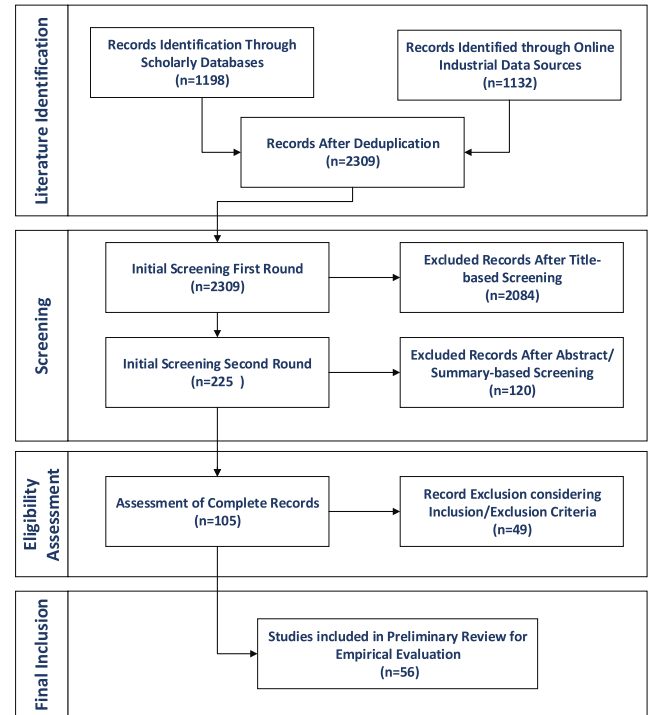 Literature Identification
Records Identification Through
Scholarly Databases
(n=1198)
Records Identified through Online
Industrial Data Sources
(n=1132)
Records After Deduplication
(n=2309)
Screening
Initial Screening First Round
(n=2309)
Excluded Records After Title-
based Screening
(n=2084)
Initial Screening Second Round
(n=225  )
Excluded Records After Abstract/
Summary-based Screening
(n=120)
Eligibility
Assessment
Assessment of Complete Records
(n=105)
Record Exclusion considering
Inclusion/Exclusion Criteria
(n=49)
Final Inclusion
Studies included in Preliminary Review for
Empirical Evaluation
(n=56)